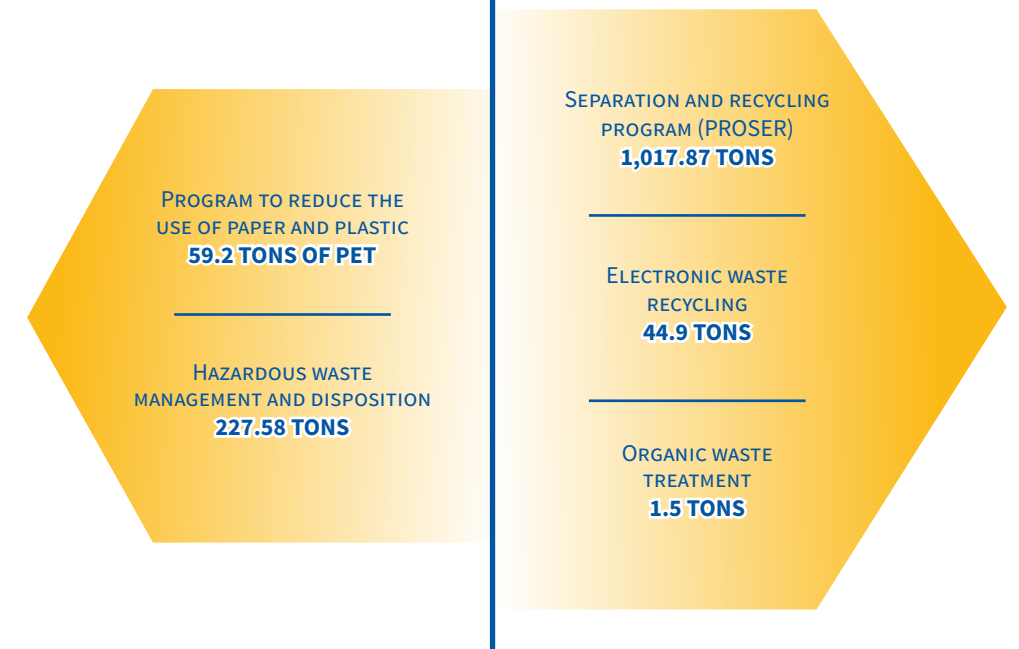 Program to reduce the
use of paper and plastic
59.2 TONS OF PET
Hazardous waste
management and disposition
227.58 TONS
Separation and recycling
program (PROSER)
1,017.87 TONS
Electronic waste
recycling
44.9 TONS
Organic waste
treatment
1.5 TONS